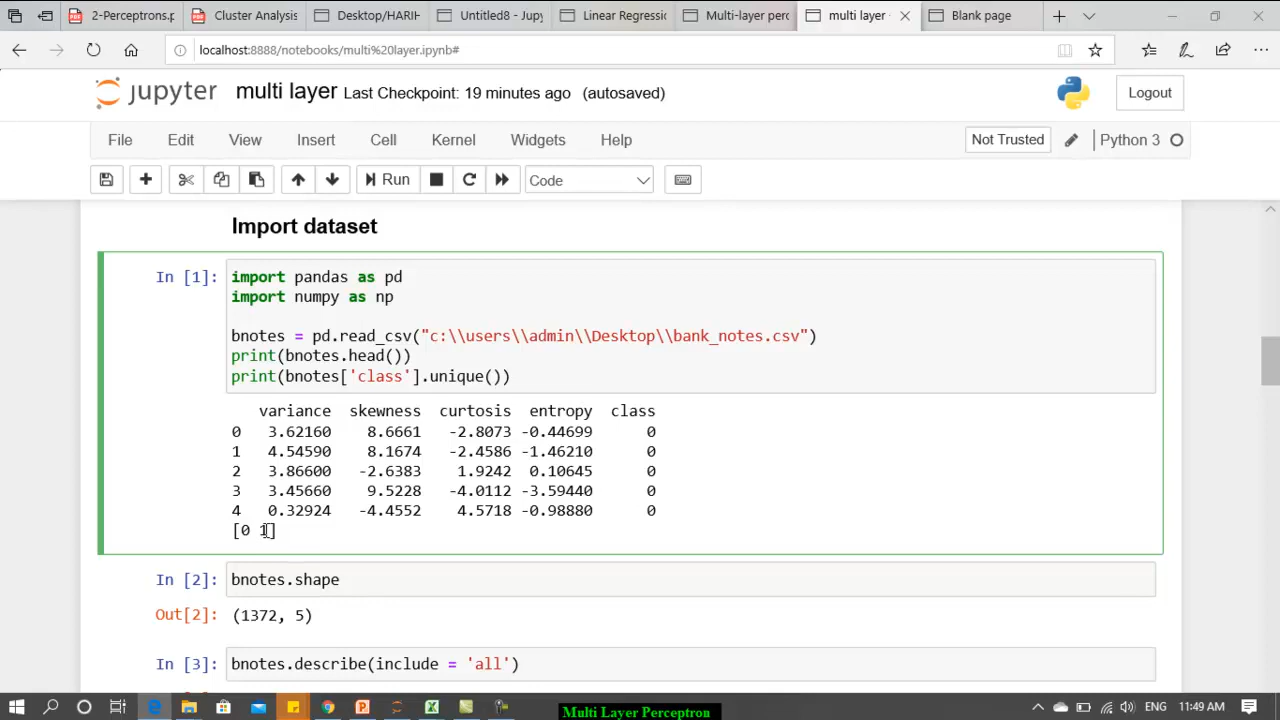 2-Perceptrons.p
Cluster Analysis
Desktop/HARIH
Untitled8 - Jupy
Linear Regressic
Multi-layer perc
multi layer
Blank page
localhost:8888/notebooks/multi%20layer.ipynb#
jupyter multi layer Last Checkpoint: 19 minutes ago (autosaved)
Logout
File Edit View Insert Cell Kernel Widgets Help
Not Trusted
Python 3
Run
Code
Import dataset
In [1]: import pandas as pd
import numpy as np
bnotes = pd.read_csv("c:\\users\\admin\\Desktop\\bank_notes.csv")
print(bnotes.head())
print(bnotes['class'].unique())
variance skewness curtosis entropy class
0 3.62160 8.6661 -2.8073 -0.44699 0
1 4.54590 8.1674 -2.4586 -1.46210 0
2 3.86600 -2.6383 1.9242 0.10645 0
3 3.45660 9.5228 -4.0112 -3.59440 0
4 0.32924 -4.4552 4.5718 -0.98880 0
[0 1]
In [2]: bnotes.shape
Out[2]: (1372, 5)
In [3]: bnotes.describe(include = 'all')
ENG 11:49 AM
Multi Layer Perceptron